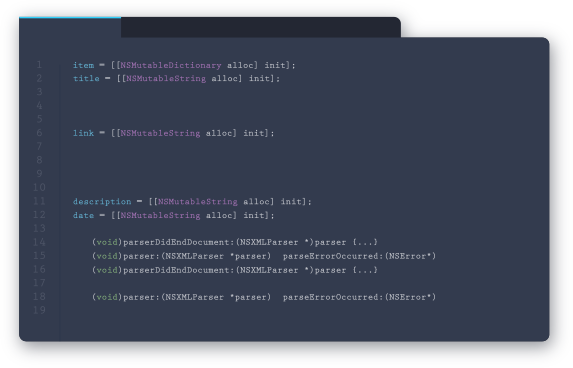 1 item = [[NSMutableDictionary alloc] init];
2 title = [[NSMutableString alloc] init];
3
4
5
6 link = [[NSMutableString alloc] init];
7
8
9
10
11 description = [[NSMutableString alloc] init];
12 date = [[NSMutableString alloc] init];
13
14 (void)parserDidEndDocument:(NSXMLParser *)parser {...}
15 (void)parser:(NSXMLParser *parser)  parseErrorOccurred:(NSError*)
16 (void)parserDidEndDocument:(NSXMLParser *)parser {...}
17
18 (void)parser:(NSXMLParser *parser)  parseErrorOccurred:(NSError*)
19